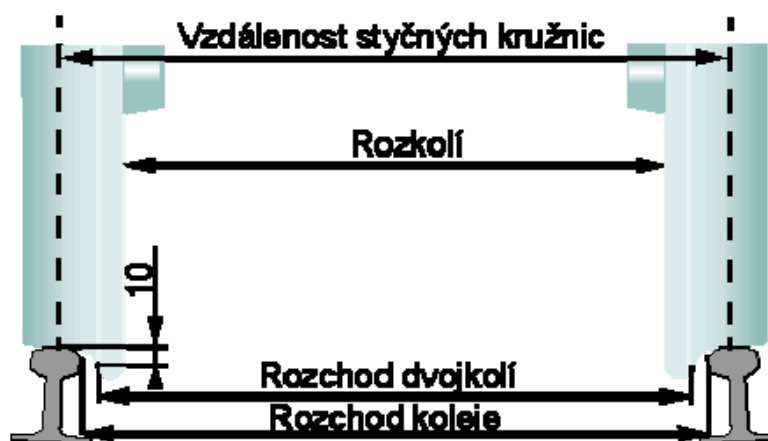 Vzdálenost styčných kružnic
Rozkolí
10
Rozchod dvojkolí
Rozchod koleje